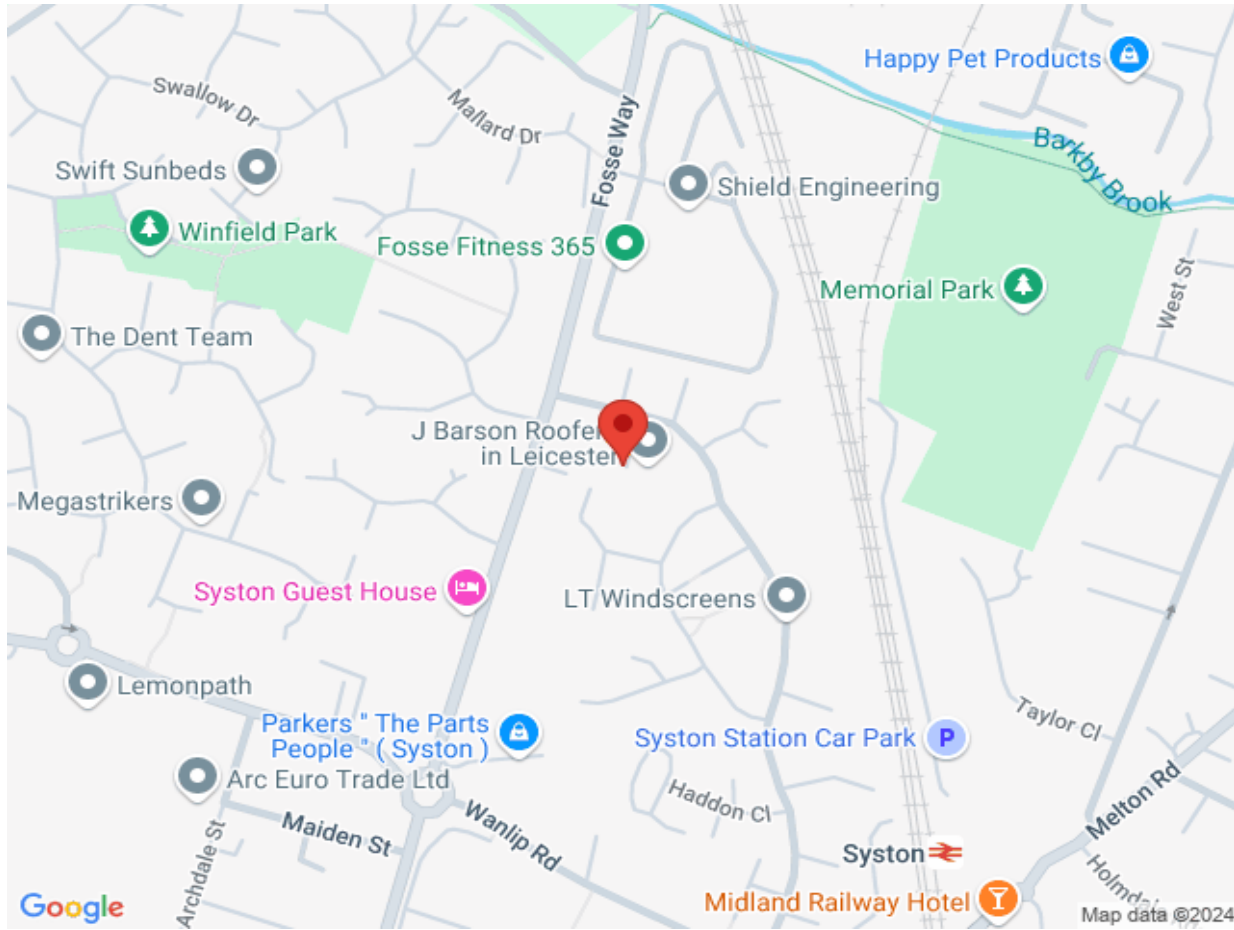 Happy Pet Products
Swallow Dr
Mallard Dr
Fosse Way
Barkby Brook
Swift Sunbeds
Shield Engineering
Winfield Park
Fosse Fitness 365
Memorial Park
West St
The Dent Team
J Barson Roofer
in Leicester
Megastrikers
Syston Guest House
LT Windscreens
Lemonpath
Parkers " The Parts
People " ( Syston )
Syston Station Car Park
P
Taylor Cl
Arc Euro Trade Ltd
Haddon Cl
Melton Rd
Maiden St
Wanlip Rd
Archdale St
Syston
Midland Railway Hotel
Google
Map data ©2024